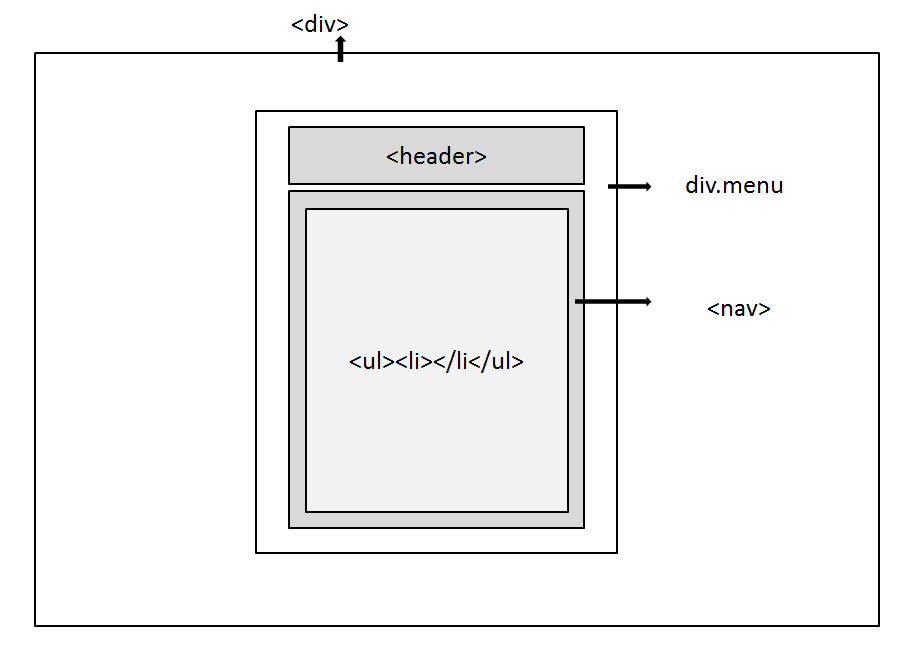 <div>
<header>
div.menu
<nav>
<ul><li></li</ul>